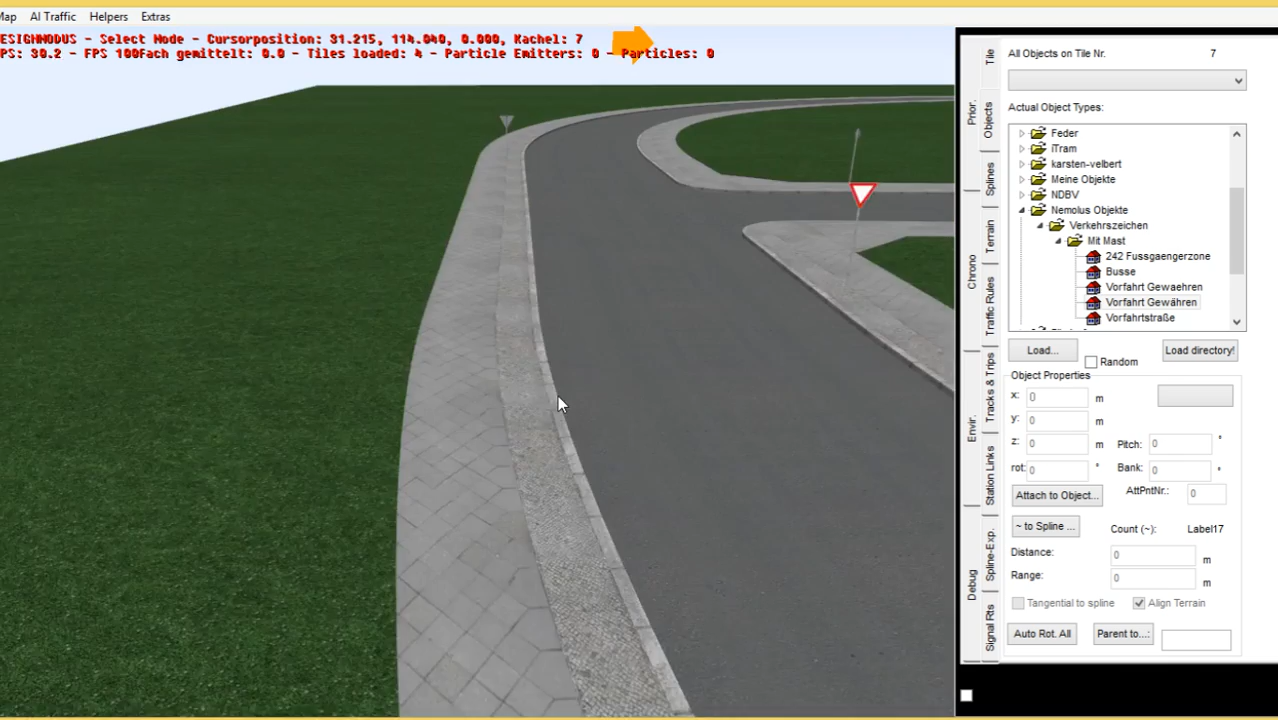 Map AI Traffic Helpers Extras
ESIGNMODUS - Select Mode - Cursorposition: 31.215, 114.040, 0.000, Kachel: 7
PS: 30.2 - FPS 100Fach gemittelt: 0.0 - Tiles loaded: 4 - Particle Emitters: 0 - Particles: 0
Tile
Objects
Splines
Terrain
Traffic Rules
Tracks & Trips
Station Links
Spline-Exp.
Signal Rts
Prior.
Chrono
Envir.
Debug
All Objects on Tile Nr. 7
Actual Object Types:
Feder
iTram
karsten-velbert
Meine Objekte
NDBV
Nemolus Objekte
Verkehrszeichen
Mit Mast
242 Fussgaengerzone
Busse
Vorfahrt Gewaehren
Vorfahrt Gewähren
Vorfahrtstraße
Load... Random Load directory!
Object Properties
x: 0 m
y: 0 m
z: 0 m Pitch: 0 °
rot: 0 ° Bank: 0 °
Attach to Object... AttPntNr.: 0
~ to Spline ... Count (~): Label17
Distance: 0 m
Range: 0 m
Tangential to spline Align Terrain
Auto Rot. All Parent to...: